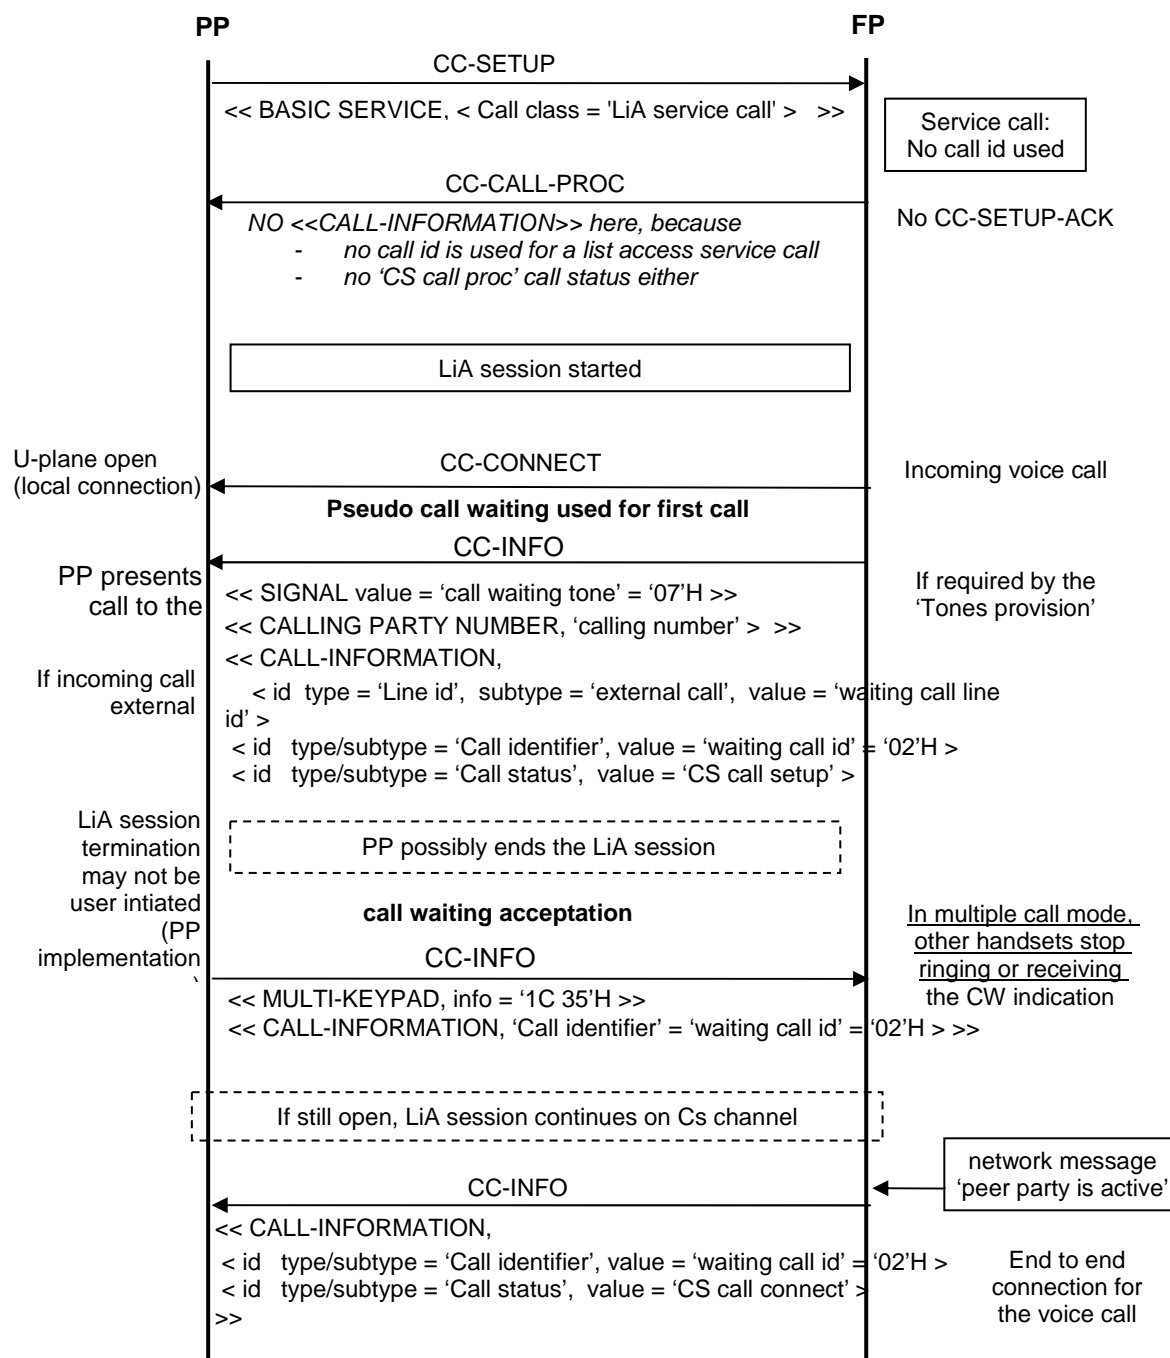 PP
FP
CC-SETUP
<< BASIC SERVICE, < Call class = 'LiA service call' >   >>
Service call:
No call id used
CC-CALL-PROC
No CC-SETUP-ACK
NO <<CALL-INFORMATION>> here, because
- no call id is used for a list access service call
- no ‘CS call proc’ call status either
LiA session started
U-plane open
(local connection)
CC-CONNECT
Incoming voice call
Pseudo call waiting used for first call
CC-INFO
PP presents
call to the
<< SIGNAL value = ‘call waiting tone’ = ‘07’H >>
If required by the
‘Tones provision’
<< CALLING PARTY NUMBER, ‘calling number’ >  >>
<< CALL-INFORMATION,
If incoming call
external
< id  type = ‘Line id’,  subtype = ‘external call’,  value = ‘waiting call line
id’ >
< id   type/subtype = ‘Call identifier’, value = ‘waiting call id’ = ‘02’H >
< id   type/subtype = ‘Call status’,  value = ‘CS call setup’ >
LiA session
termination
may not be
user intiated
(PP
implementation
PP possibly ends the LiA session
call waiting acceptation
In multiple call mode,
other handsets stop
ringing or receiving
the CW indication
CC-INFO
<< MULTI-KEYPAD, info = ‘1C 35’H >>
<< CALL-INFORMATION, ‘Call identifier’ = ‘waiting call id’ = ‘02’H > >>
If still open, LiA session continues on Cs channel
network message
‘peer party is active’
CC-INFO
<< CALL-INFORMATION,
< id   type/subtype = ‘Call identifier’, value = ‘waiting call id’ = ‘02’H >
< id   type/subtype = ‘Call status’,  value = ‘CS call connect’ >
>>
End to end
connection for
the voice call